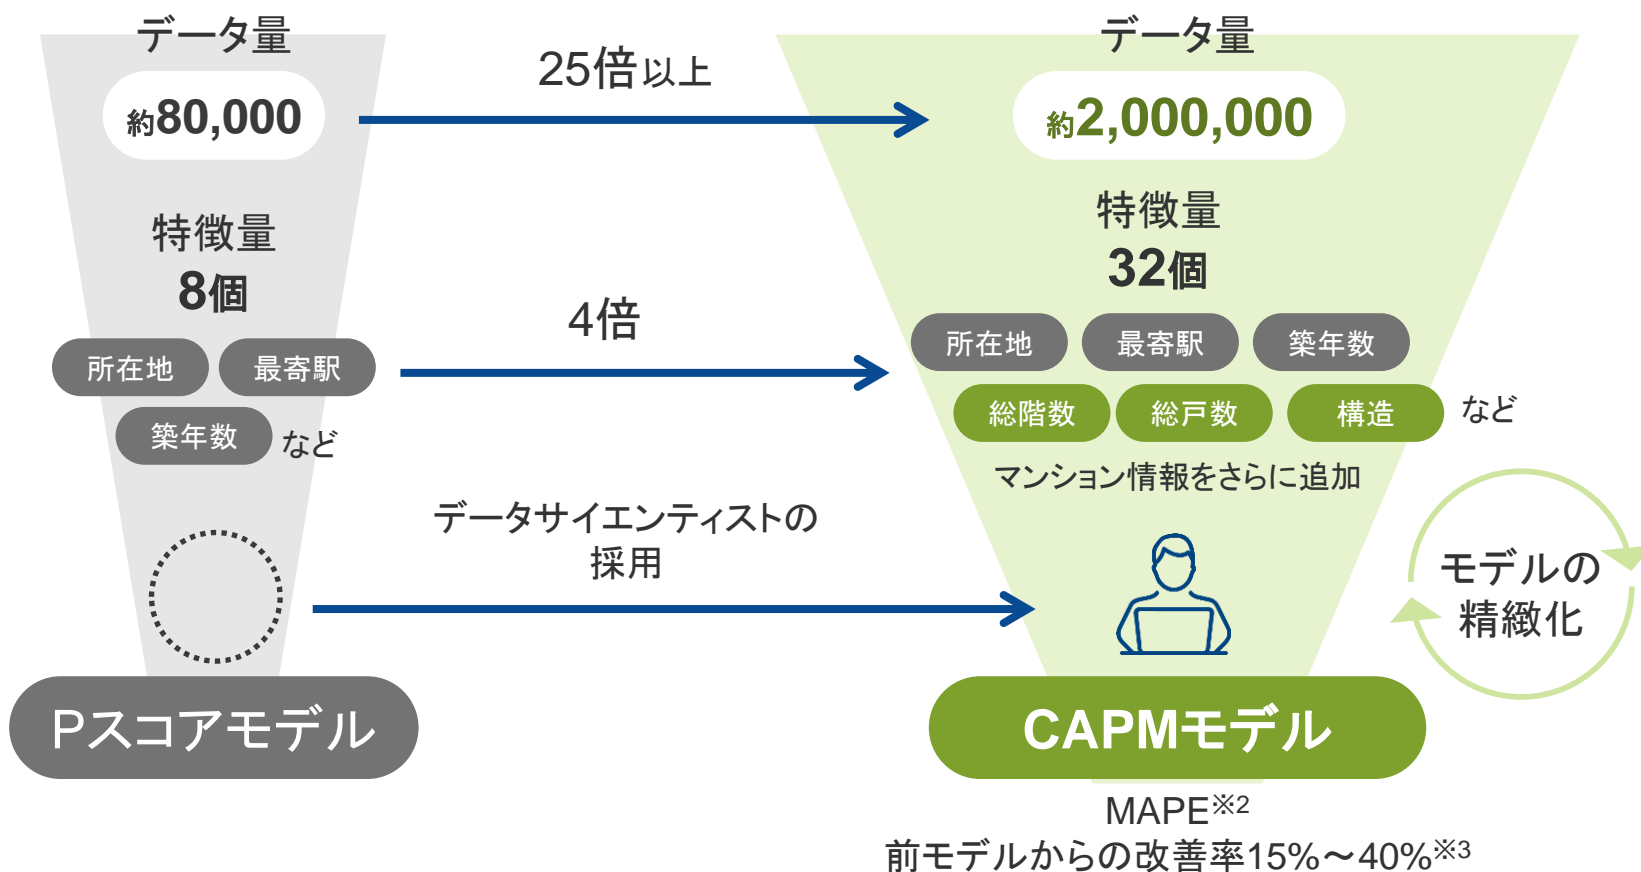 データ量
約80,000
特徴量
8個
所在地
最寄駅
築年数
など
Pスコアモデル
25倍以上
4倍
データサイエンティストの
採用
データ量
約2,000,000
特徴量
32個
所在地
最寄駅
築年数
総階数
総戸数
構造
など
マンション情報をさらに追加
モデルの
精緻化
CAPMモデル
MAPE※2
前モデルからの改善率15%~40%※3